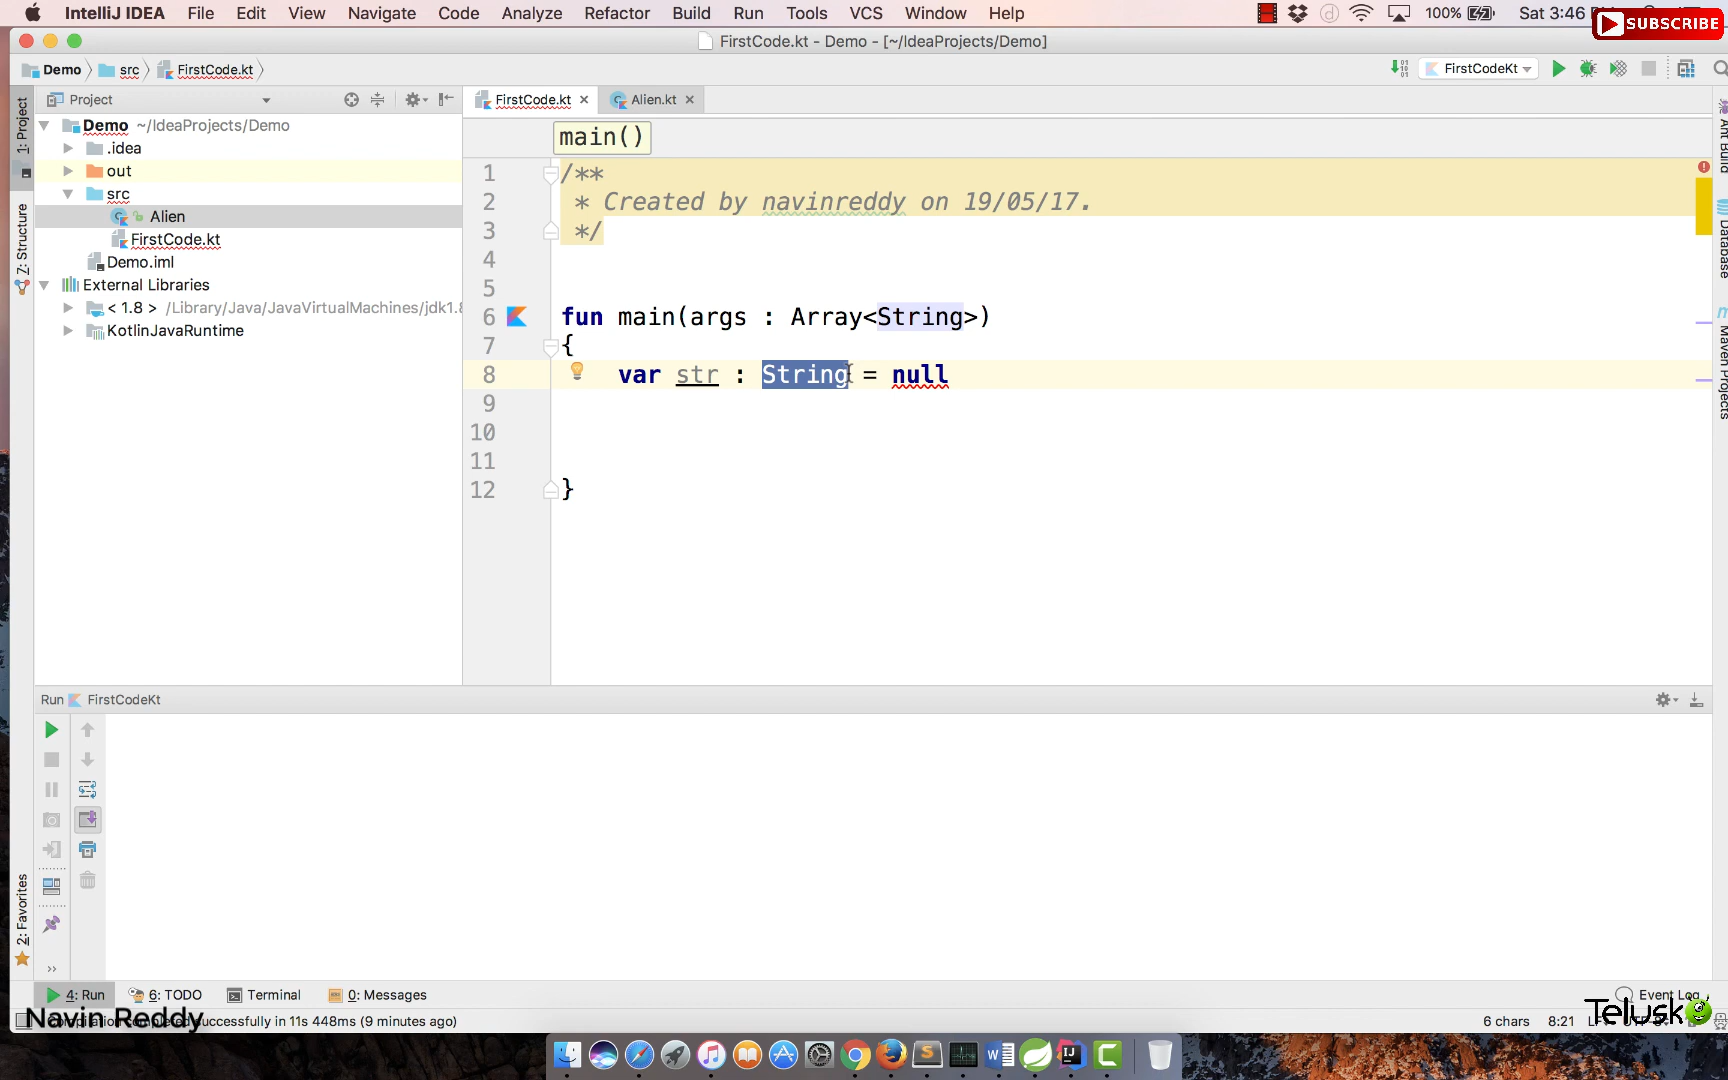 IntelliJ IDEA File Edit View Navigate Code Analyze Refactor Build Run Tools VCS Window Help 100% Sat 3:46
SUBSCRIBE
FirstCode.kt - Demo - [~/IdeaProjects/Demo]
Demo src FirstCode.kt FirstCodeKt
Project FirstCode.kt Alien.kt
1: Project
Z: Structure
2: Favorites
Demo ~/IdeaProjects/Demo
.idea
out
src
Alien
FirstCode.kt
Demo.iml
External Libraries
< 1.8 > /Library/Java/JavaVirtualMachines/jdk1.8
KotlinJavaRuntime
main()
1 /**
2 * Created by navinreddy on 19/05/17.
3 */
4
5
6 fun main(args : Array<String>)
7 {
8 var str : String = null
9
10
11
12 }
Ant Build
Database
Maven Projects
Run FirstCodeKt
4: Run 6: TODO Terminal 0: Messages Event Log
Navin Reddy
Compilation completed successfully in 11s 448ms (9 minutes ago) 6 chars 8:21
Telusko